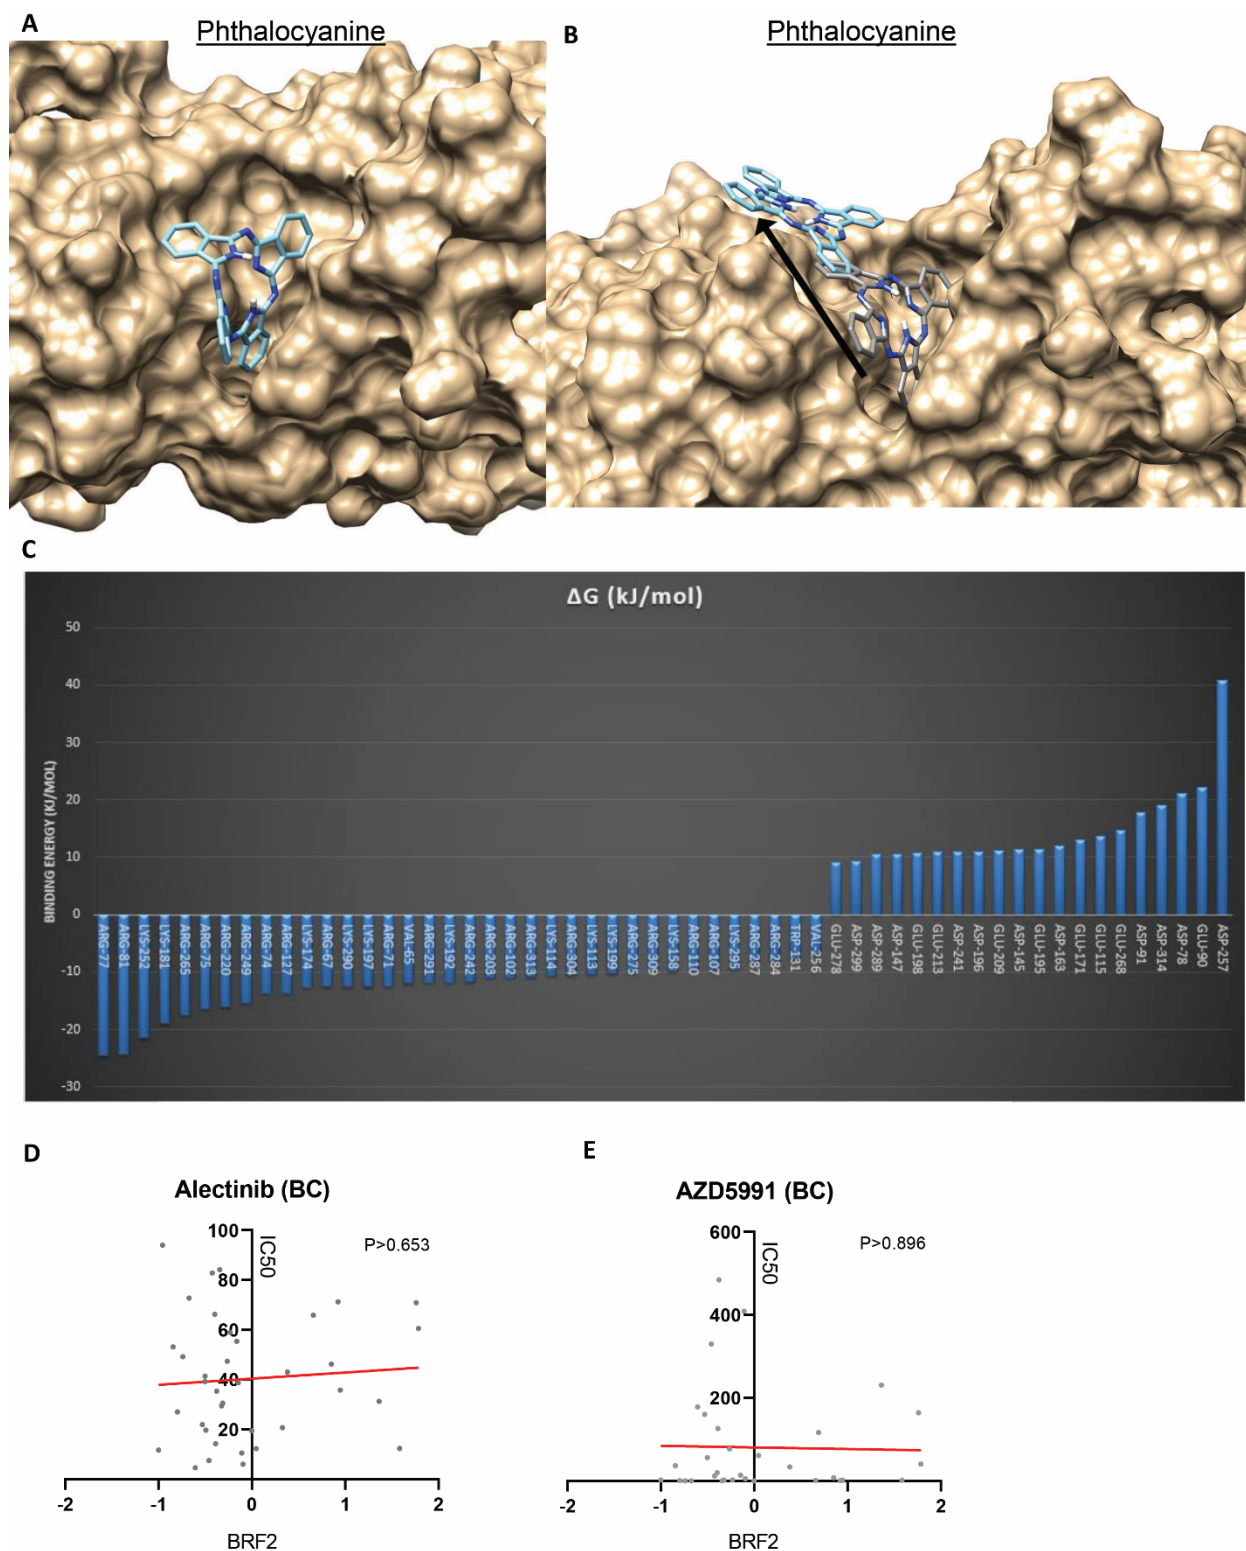 A
Phthalocyanine
B
Phthalocyanine
C
ΔG (kJ/mol)
BINDING ENERGY (KJ/MOL)
50
40
30
20
10
0
-10
-20
-30
ARG-77
ARG-81
LYS-252
LYS-181
ARG-265
ARG-75
ARG-220
ARG-249
ARG-74
ARG-127
LYS-174
ARG-67
LYS-290
LYS-197
ARG-71
VAL-65
ARG-291
LYS-192
ARG-242
ARG-203
ARG-102
ARG-313
LYS-114
ARG-304
LYS-113
LYS-199
ARG-275
ARG-309
LYS-158
ARG-110
ARG-107
LYS-295
ARG-287
ARG-284
TRP-131
VAL-256
GLU-278
ASP-299
ASP-289
ASP-147
GLU-198
GLU-213
ASP-241
ASP-196
GLU-209
ASP-145
GLU-195
ASP-163
GLU-171
GLU-115
GLU-268
ASP-91
ASP-314
ASP-78
GLU-90
ASP-257
D
Alectinib (BC)
P>0.653
IC50
100
80
60
40
20
-2 -1 0 1 2
BRF2
E
AZD5991 (BC)
P>0.896
IC50
600
400
200
-2 -1 0 1 2
BRF2